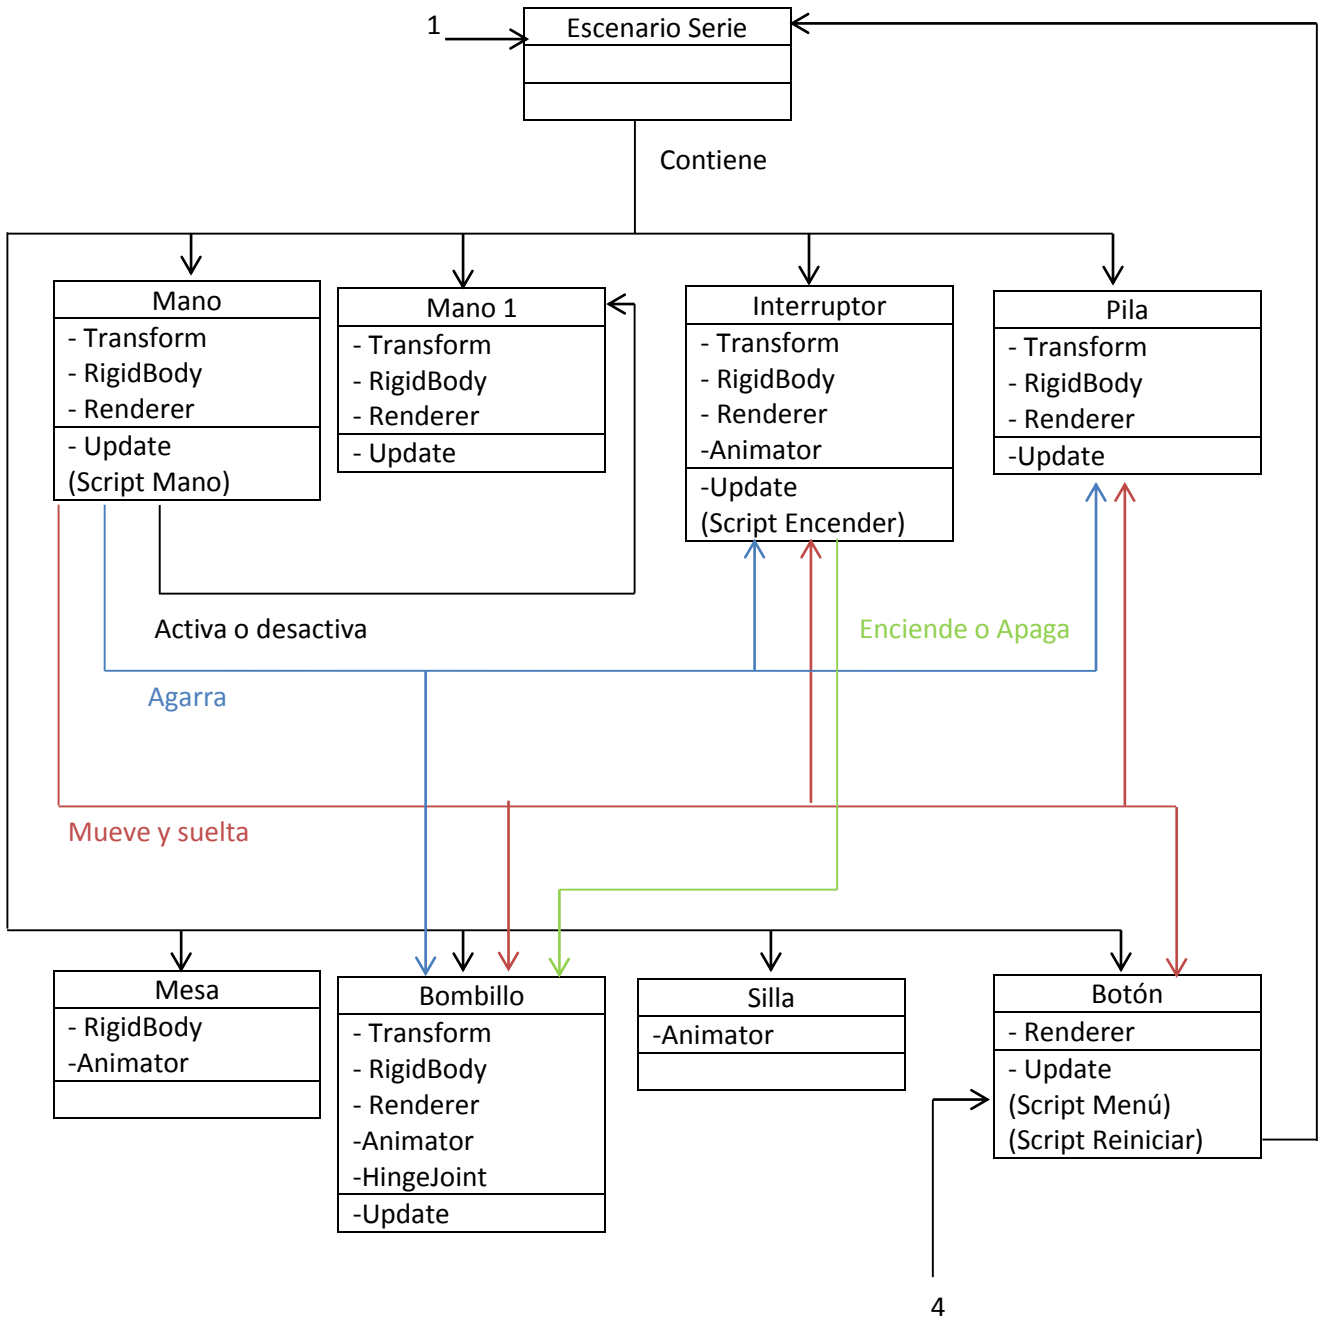 1
Escenario Serie
Contiene
Mano
- Transform
- RigidBody
- Renderer
- Update
(Script Mano)
Mano 1
- Transform
- RigidBody
- Renderer
- Update
Interruptor
- Transform
- RigidBody
- Renderer
-Animator
-Update
(Script Encender)
Pila
- Transform
- RigidBody
- Renderer
-Update
Activa o desactiva
Enciende o Apaga
Agarra
Mueve y suelta
Mesa
- RigidBody
-Animator
Bombillo
- Transform
- RigidBody
- Renderer
-Animator
-HingeJoint
-Update
Silla
-Animator
Botón
- Renderer
- Update
(Script Menú)
(Script Reiniciar)
4